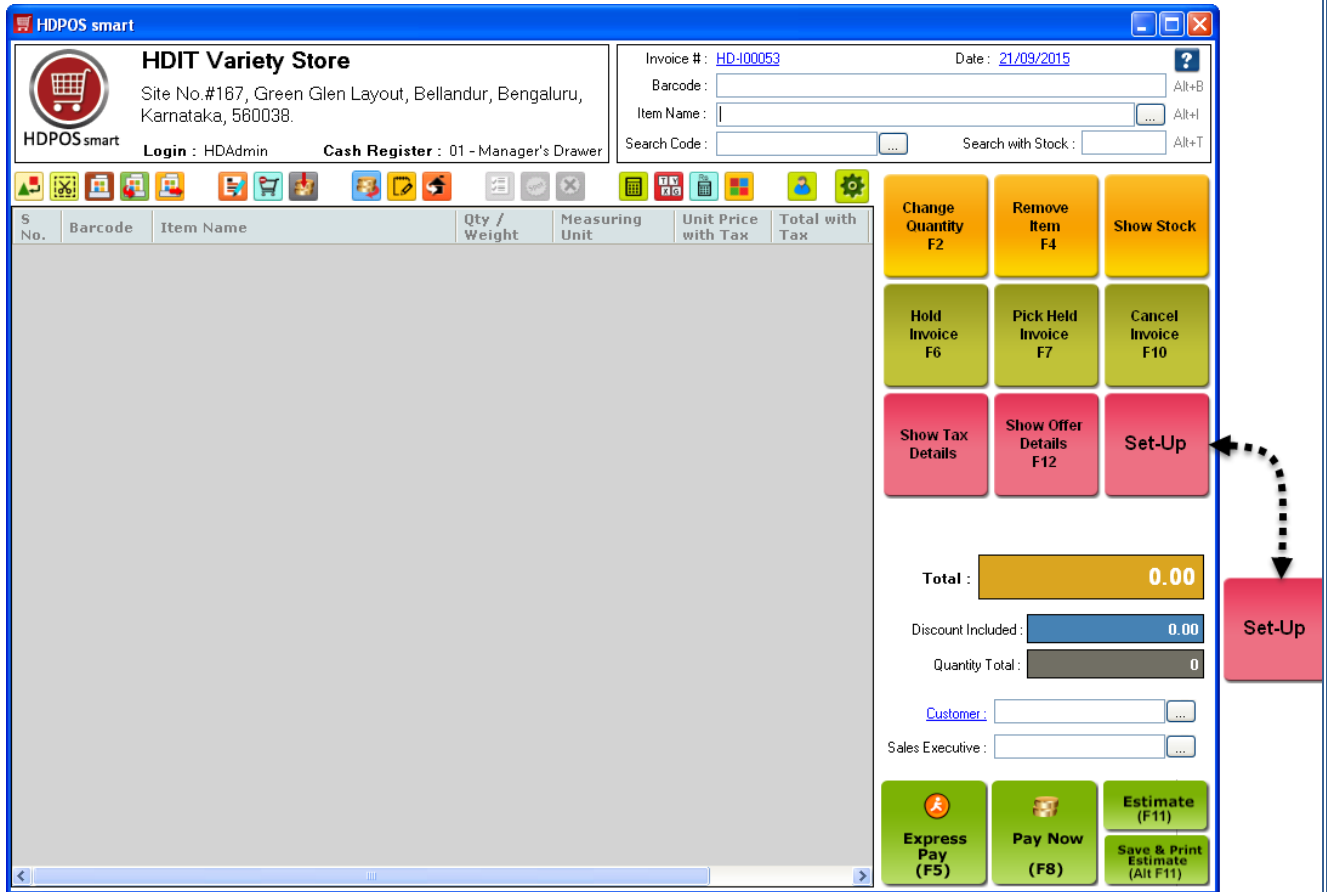 HDPOS smart
HDIT Variety Store
Site No.#167, Green Glen Layout, Bellandur, Bengaluru,
Karnataka, 560038.
HDPOS smart
Login : HDAdmin Cash Register : 01 - Manager's Drawer
Invoice # : HD-I00053 Date : 21/09/2015 ?
Barcode : Alt+B
Item Name : ... Alt+I
Search Code : ... Search with Stock : Alt+T
S No. Barcode Item Name Qty / Weight Measuring Unit Unit Price with Tax Total with Tax
Change
Quantity
F2
Remove
Item
F4
Show Stock
Hold
Invoice
F6
Pick Held
Invoice
F7
Cancel
Invoice
F10
Show Tax
Details
Show Offer
Details
F12
Set-Up
Total : 0.00
Discount Included : 0.00
Quantity Total : 0
Set-Up
Customer : ...
Sales Executive : ...
Express
Pay
(F5)
Pay Now
(F8)
Estimate
(F11)
Save & Print
Estimate
(Alt F11)